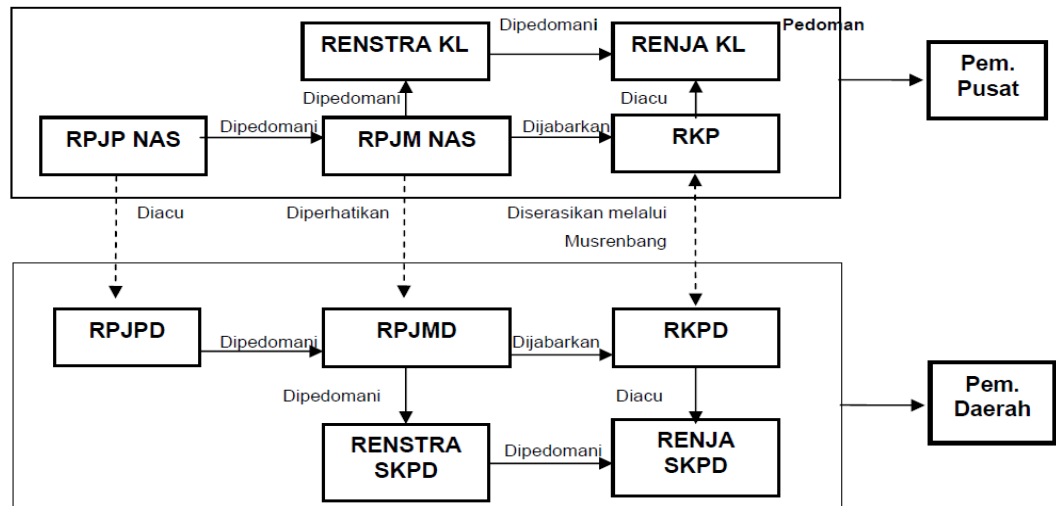 Dipedomani
Pedoman
RENSTRA KL
RENJA KL
Pem.
Pusat
Dipedomani
Diacu
RPJP NAS
Dipedomani
RPJM NAS
Dijabarkan
RKP
Diacu
Diperhatikan
Diserasikan melalui
Musrenbang
RPJPD
Dipedomani
RPJMD
Dijabarkan
RKPD
Pem.
Daerah
Dipedomani
Diacu
RENSTRA
SKPD
Dipedomani
RENJA
SKPD